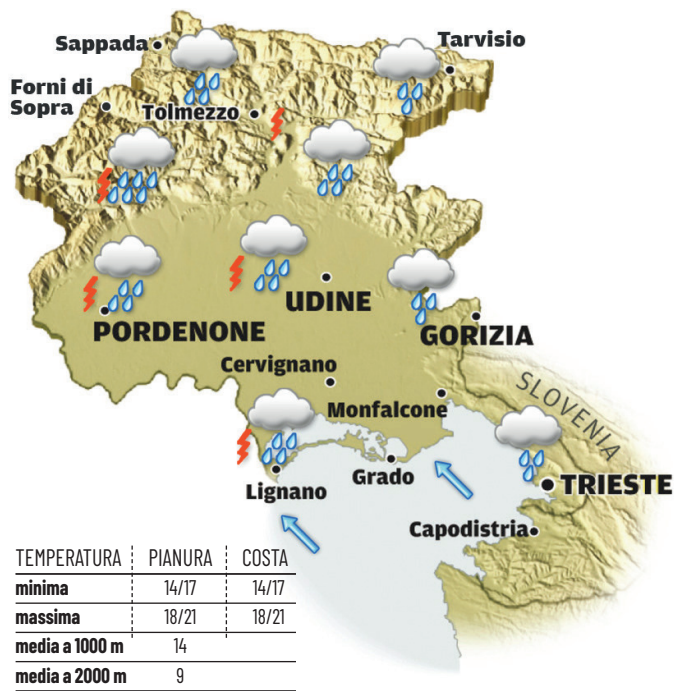 Sappada
Tarvisio
Forni di
Sopra
Tolmezzo
UDINE
PORDENONE
GORIZIA
Cervignano
SLOVENIA
Monfalcone
Grado
TRIESTE
Lignano
Capodistria
TEMPERATURA PIANURA COSTA
minima 14/17 14/17
massima 18/21 18/21
media a 1000 m 14
media a 2000 m 9